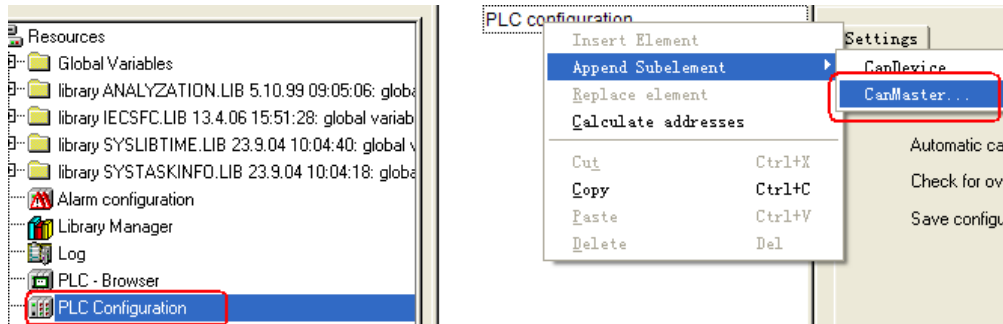 Resources
Global Variables
library ANALYZATION.LIB 5.10.99 09:05:06: globa
library IECSFC.LIB 13.4.06 15:51:28: global variab
library SYSLIBTIME.LIB 23.9.04 10:04:40: global v
library SYSTASKINFO.LIB 23.9.04 10:04:18: globa
Alarm configuration
Library Manager
Log
PLC - Browser
PLC Configuration
PLC configuration
Insert Element
Append Subelement
Replace element
Calculate addresses
Cut Ctrl+X
Copy Ctrl+C
Paste Ctrl+V
Delete Del
Settings
CanDevice
CanMaster...
Automatic ca
Check for ov
Save configu